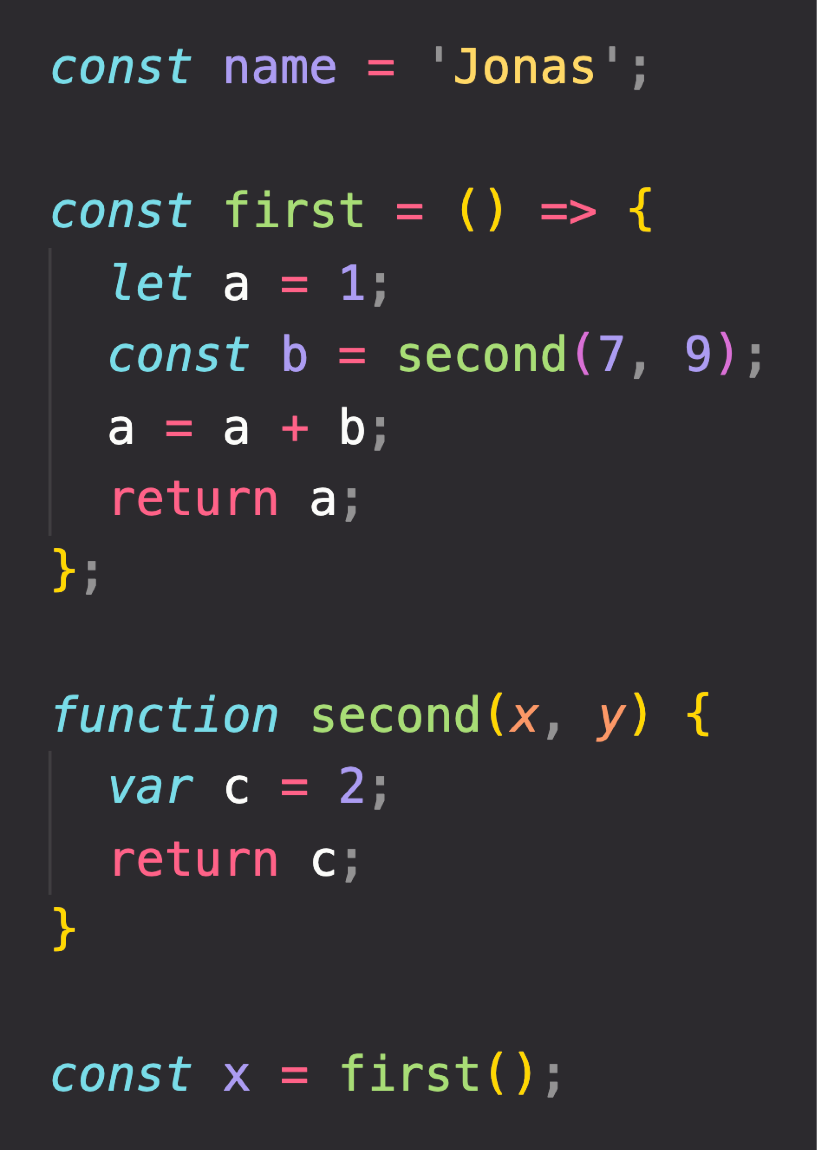 const name = 'Jonas';
const first = () => {
  let a = 1;
  const b = second(7, 9);
  a = a + b;
  return a;
};
function second(x, y) {
  var c = 2;
  return c;
}
const x = first();